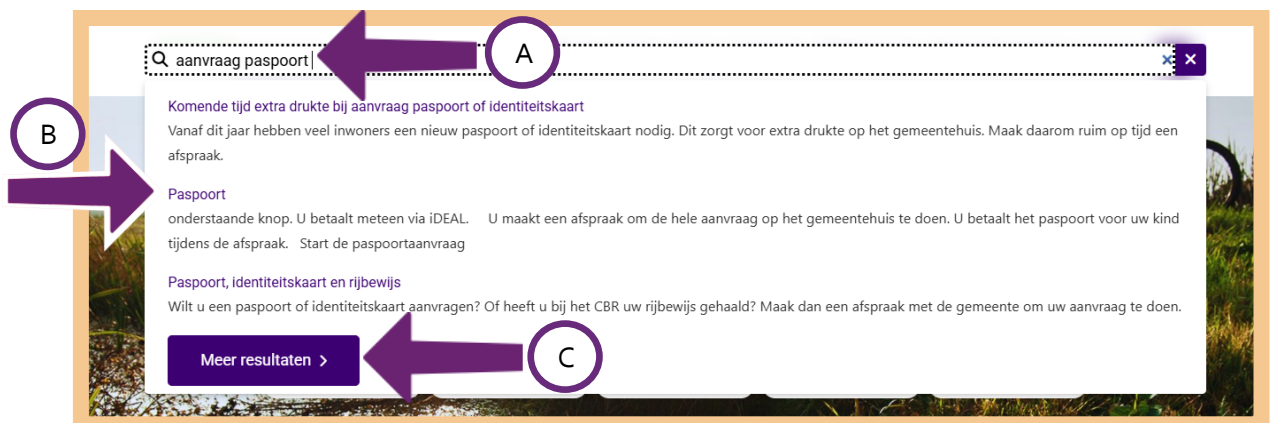 A
aanvraag paspoort
B
Komende tijd extra drukte bij aanvraag paspoort of identiteitskaart
Vanaf dit jaar hebben veel inwoners een nieuw paspoort of identiteitskaart nodig. Dit zorgt voor extra drukte op het gemeentehuis. Maak daarom ruim op tijd een
afspraak.
Paspoort
onderstaande knop. U betaalt meteen via iDEAL. U maakt een afspraak om de hele aanvraag op het gemeentehuis te doen. U betaalt het paspoort voor uw kind
tijdens de afspraak. Start de paspoortaanvraag
Paspoort, identiteitskaart en rijbewijs
Wilt u een paspoort of identiteitskaart aanvragen? Of heeft u bij het CBR uw rijbewijs gehaald? Maak dan een afspraak met de gemeente om uw aanvraag te doen.
Meer resultaten >
C